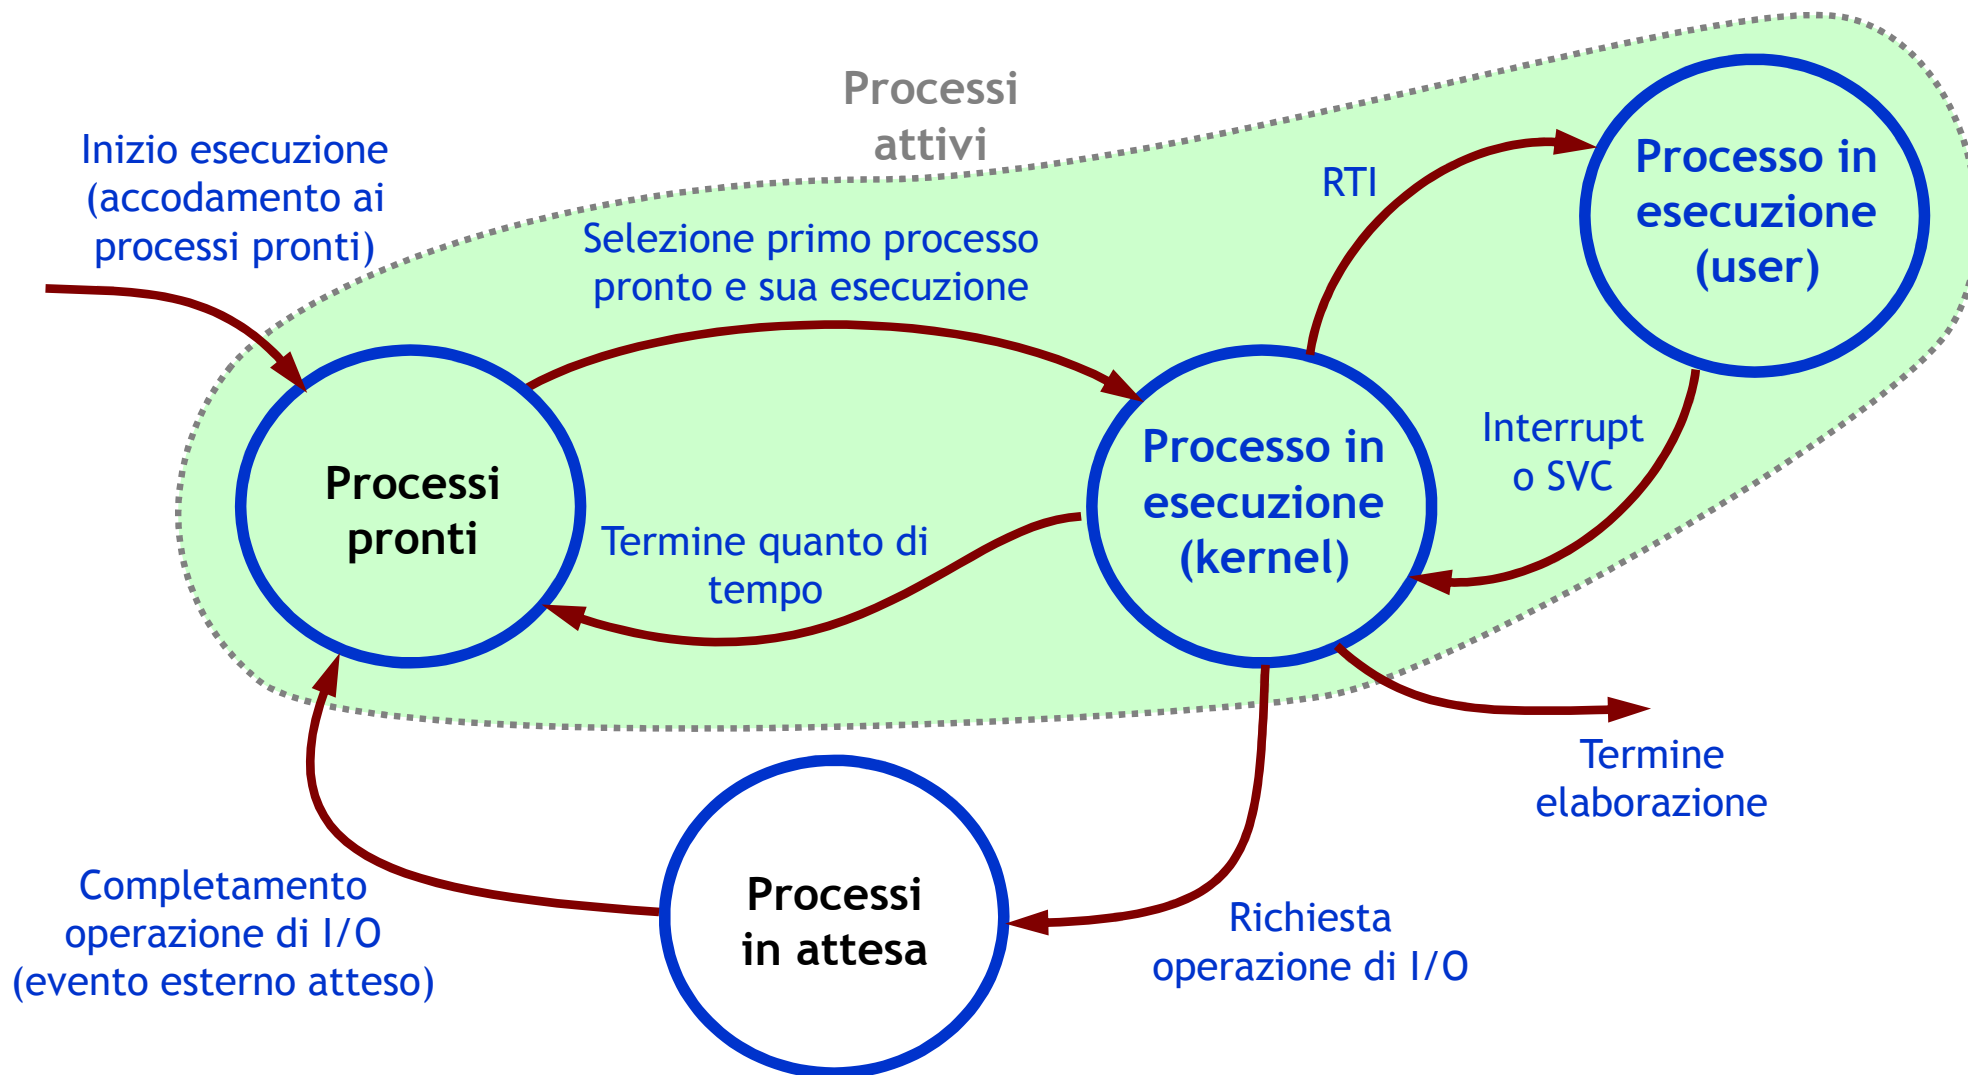 Processi
attivi
Inizio esecuzione
(accodamento ai
processi pronti)
Selezione primo processo
pronto e sua esecuzione
RTI
Processo in
esecuzione
(user)
Processi
pronti
Termine quanto di
tempo
Processo in
esecuzione
(kernel)
Interrupt
o SVC
Termine
elaborazione
Completamento
operazione di I/O
(evento esterno atteso)
Processi
in attesa
Richiesta
operazione di I/O